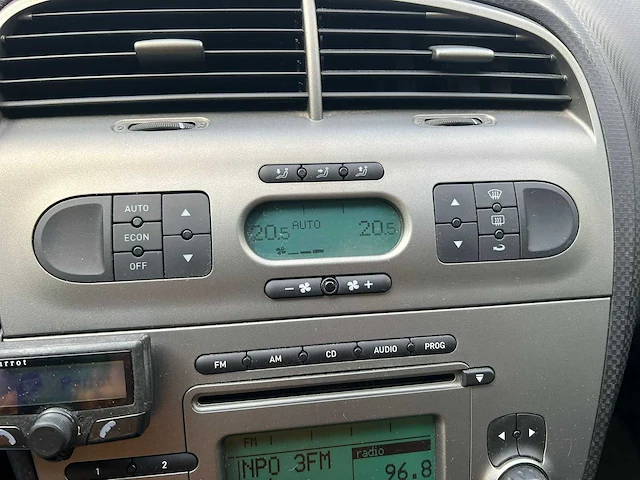 AUTO
ECON
OFF
20.5 AUTO 20.5
- +
FM AM CD AUDIO PROG
1 2
FM radio
NPO 3FM 96.8